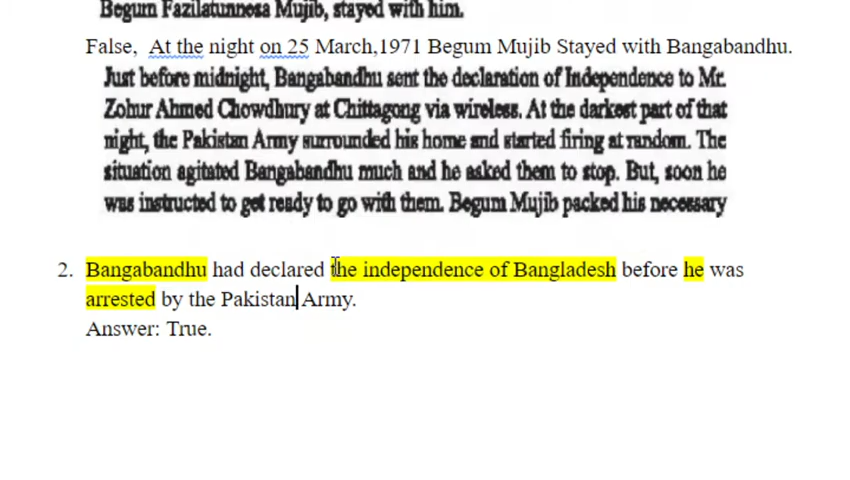 Begum Fazilatunnesa Mujib, stayed with him.
False, At the night on 25 March,1971 Begum Mujib Stayed with Bangabandhu.
Just before midnight, Bangabandhu sent the declaration of Independence to Mr.
Zohur Ahmed Chowdhury at Chittagong via wireless. At the darkest part of that
night, the Pakistan Army surrounded his home and started firing at random. The
situation agitated Bangabandhu much and he asked them to stop. But, soon he
was instructed to get ready to go with them. Begum Mujib packed his necessary
2. Bangabandhu had declared the independence of Bangladesh before he was
arrested by the Pakistan Army.
Answer: True.